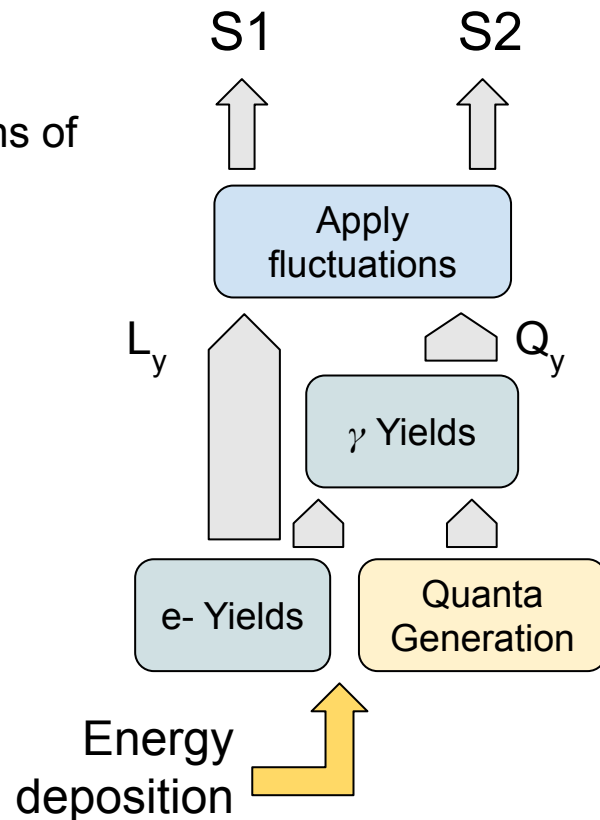 S1
S2
ns of
Apply
fluctuations
Ly
Qy
γ Yields
e- Yields
Quanta
Generation
Energy
deposition